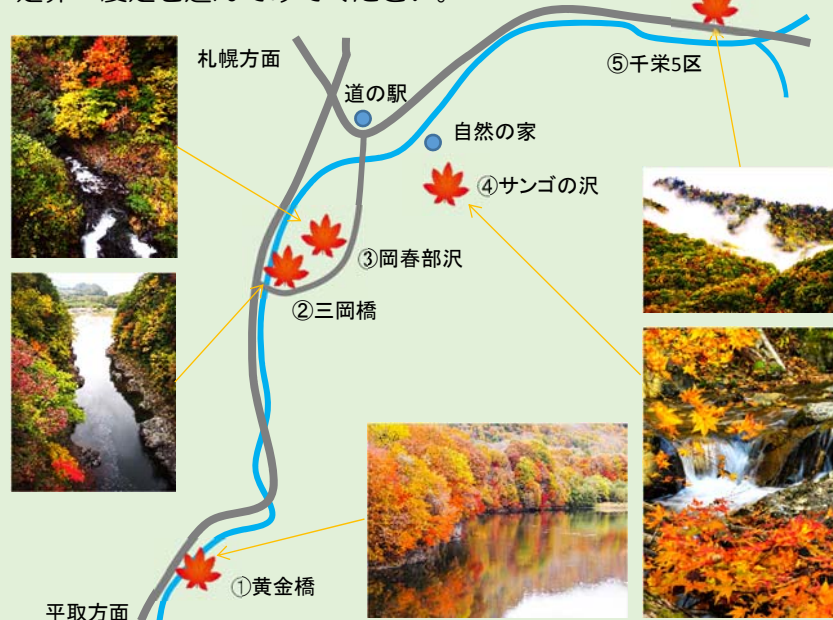 札幌方面
道の駅
⑤千栄5区
自然の家
④サンゴの沢
③岡春部沢
②三岡橋
①黄金橋
平取方面